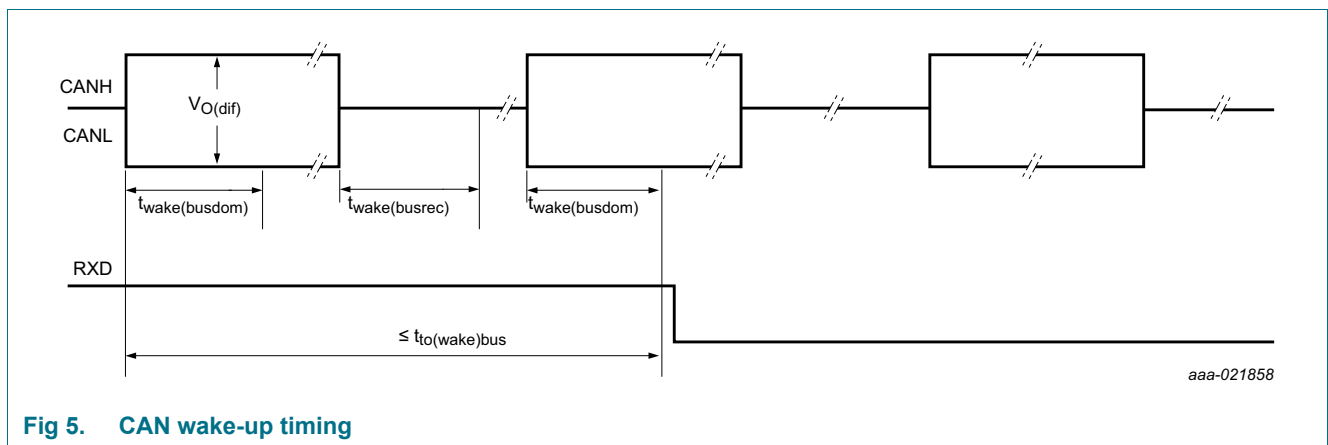 CANH
V_O(dif)
CANL
t_wake(busdom)
t_wake(busrec)
t_wake(busdom)
RXD
≤ t_to(wake)bus
aaa-021858
Fig 5. CAN wake-up timing